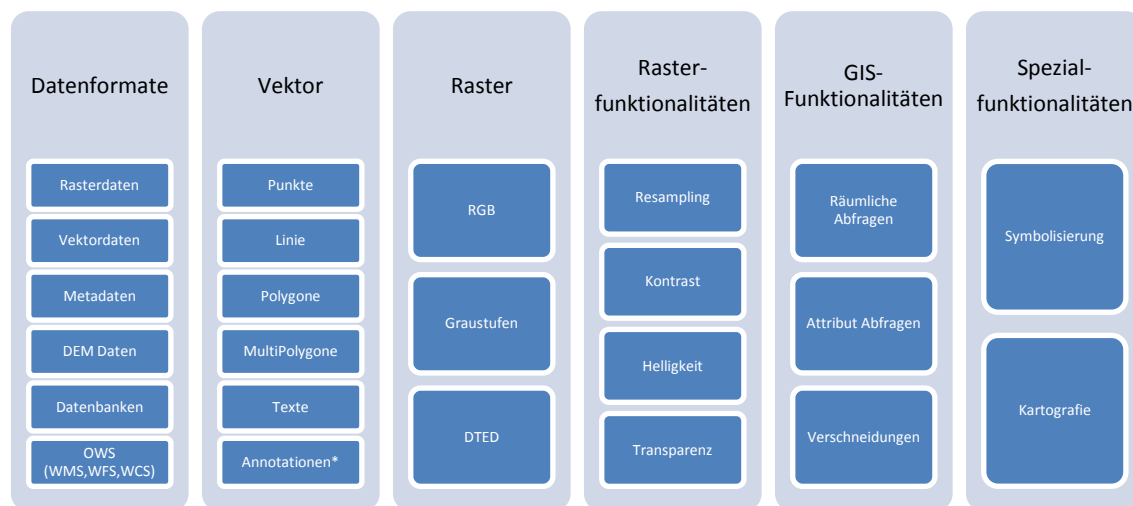 Datenformate
Rasterdaten
Vektordaten
Metadaten
DEM Daten
Datenbanken
OWS
(WMS,WFS,WCS)
Vektor
Punkte
Linie
Polygone
MultiPolygone
Texte
Annotationen*
Raster
RGB
Graustufen
DTED
Raster-
funktionalitäten
Resampling
Kontrast
Helligkeit
Transparenz
GIS-
Funktionalitäten
Räumliche
Abfragen
Attribut Abfragen
Verschneidungen
Spezial-
funktionalitäten
Symbolisierung
Kartografie